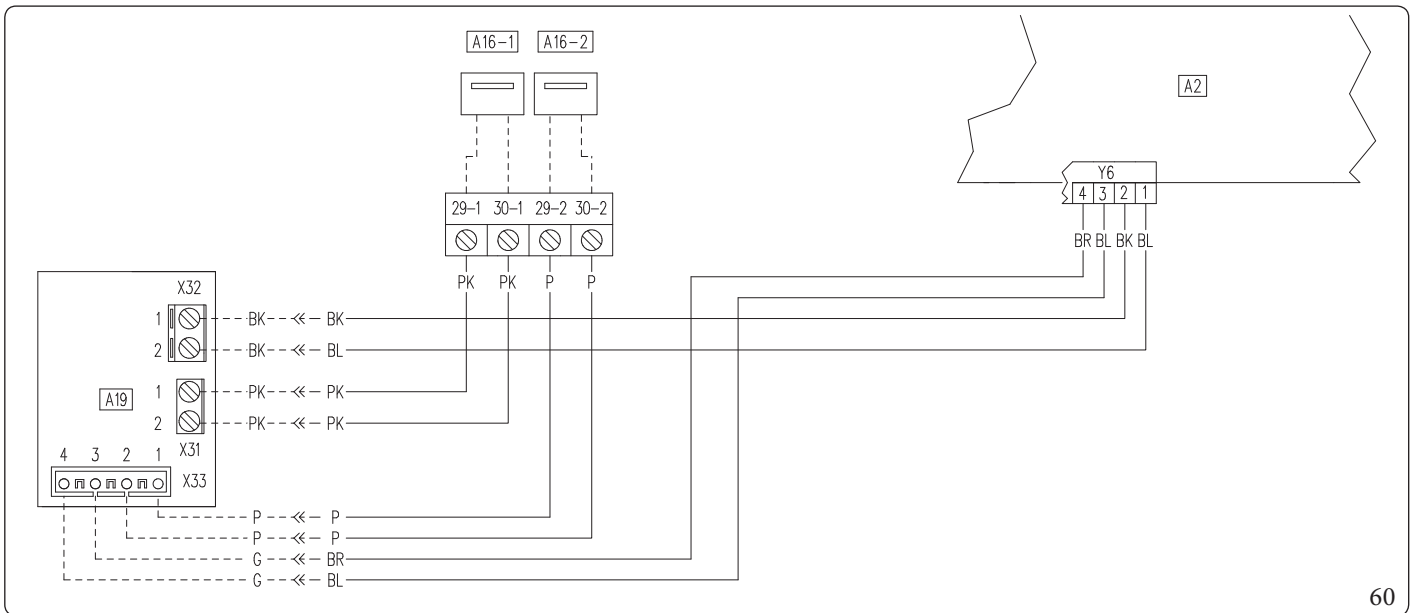 A16-1 A16-2
A2
Y6
4 3 2 1
BR BL BK BL
29-1 30-1 29-2 30-2
PK PK P P
X32
1 BK BK
2 BK BL
A19
1 PK PK
2 PK PK
X31
4 3 2 1
X33
P P
P P
G BR
G BL
60